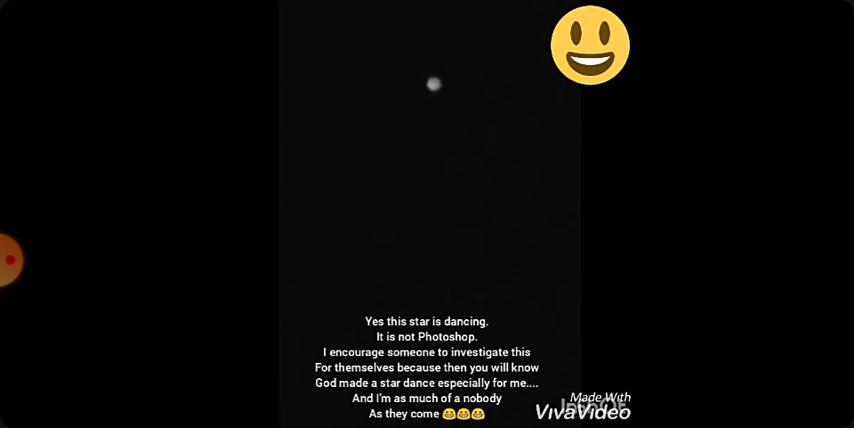 Yes this star is dancing.
It is not Photoshop.
I encourage someone to investigate this
For themselves because then you will know
God made a star dance especially for me....
And I'm as much of a nobody
As they come 😂😂😂
Made With
VivaVideo